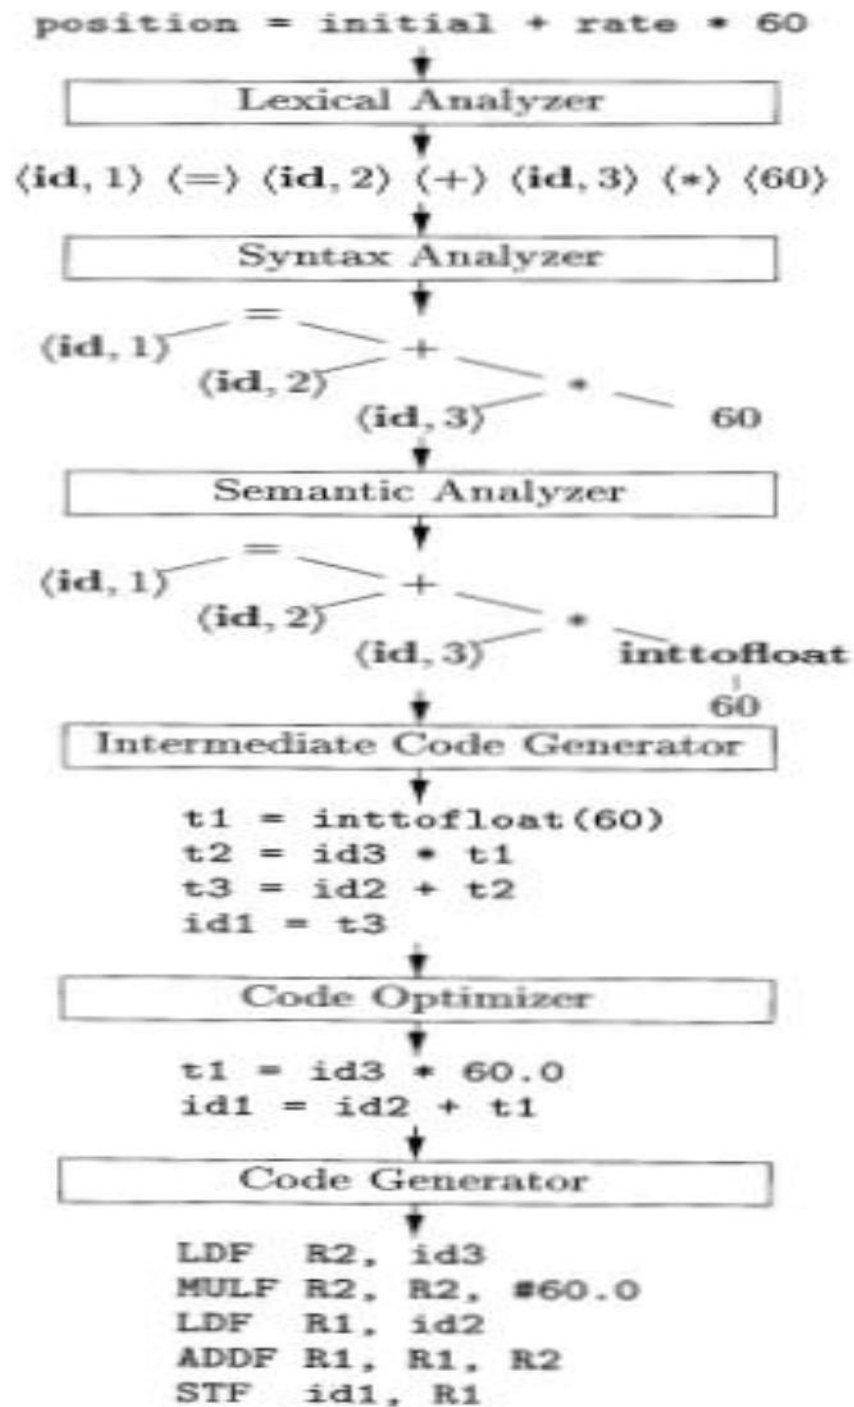 position = initial + rate * 60
Lexical Analyzer
⟨id, 1⟩ ⟨=⟩ ⟨id, 2⟩ ⟨+⟩ ⟨id, 3⟩ ⟨*⟩ ⟨60⟩
Syntax Analyzer
=
⟨id, 1⟩ +
⟨id, 2⟩ *
⟨id, 3⟩ 60
Semantic Analyzer
=
⟨id, 1⟩ +
⟨id, 2⟩ *
⟨id, 3⟩ inttofloat
60
Intermediate Code Generator
t1 = inttofloat(60)
t2 = id3 * t1
t3 = id2 + t2
id1 = t3
Code Optimizer
t1 = id3 * 60.0
id1 = id2 + t1
Code Generator
LDF R2, id3
MULF R2, R2, #60.0
LDF R1, id2
ADDF R1, R1, R2
STF id1, R1